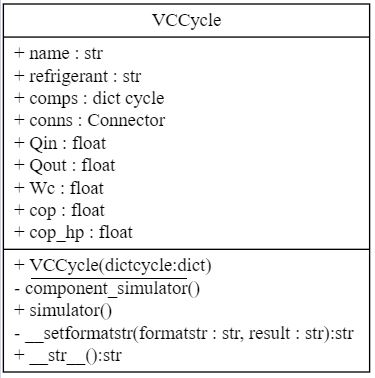 VCCycle
+ name : str
+ refrigerant : str
+ comps : dict cycle
+ conns : Connector
+ Qin : float
+ Qout : float
+ Wc : float
+ cop : float
+ cop_hp : float
+ VCCycle(dictcycle:dict)
- component_simulator()
+ simulator()
- __setformatstr(formatstr : str, result : str):str
+ __str__():str